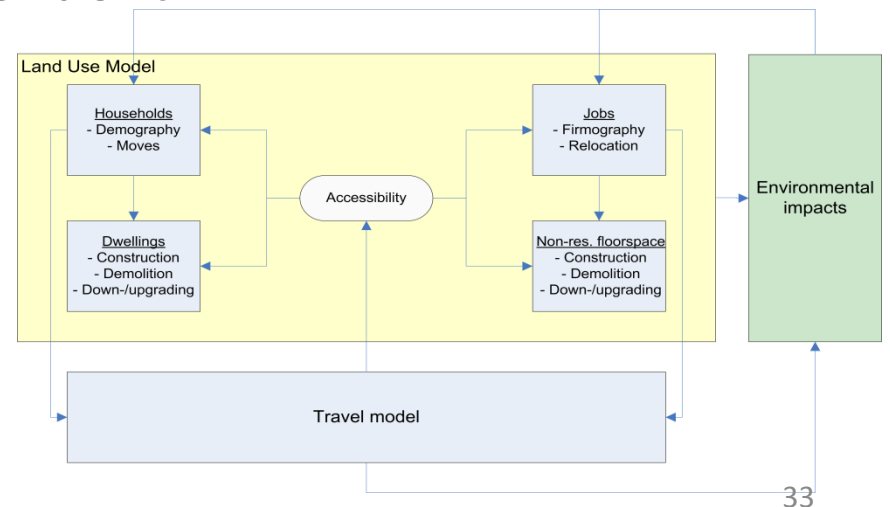 Land Use Model
Households
- Demography
- Moves
Jobs
- Firmography
- Relocation
Accessibility
Environmental
impacts
Dwellings
- Construction
- Demolition
- Down-/upgrading
Non-res. floorspace
- Construction
- Demolition
- Down-/upgrading
Travel model
33